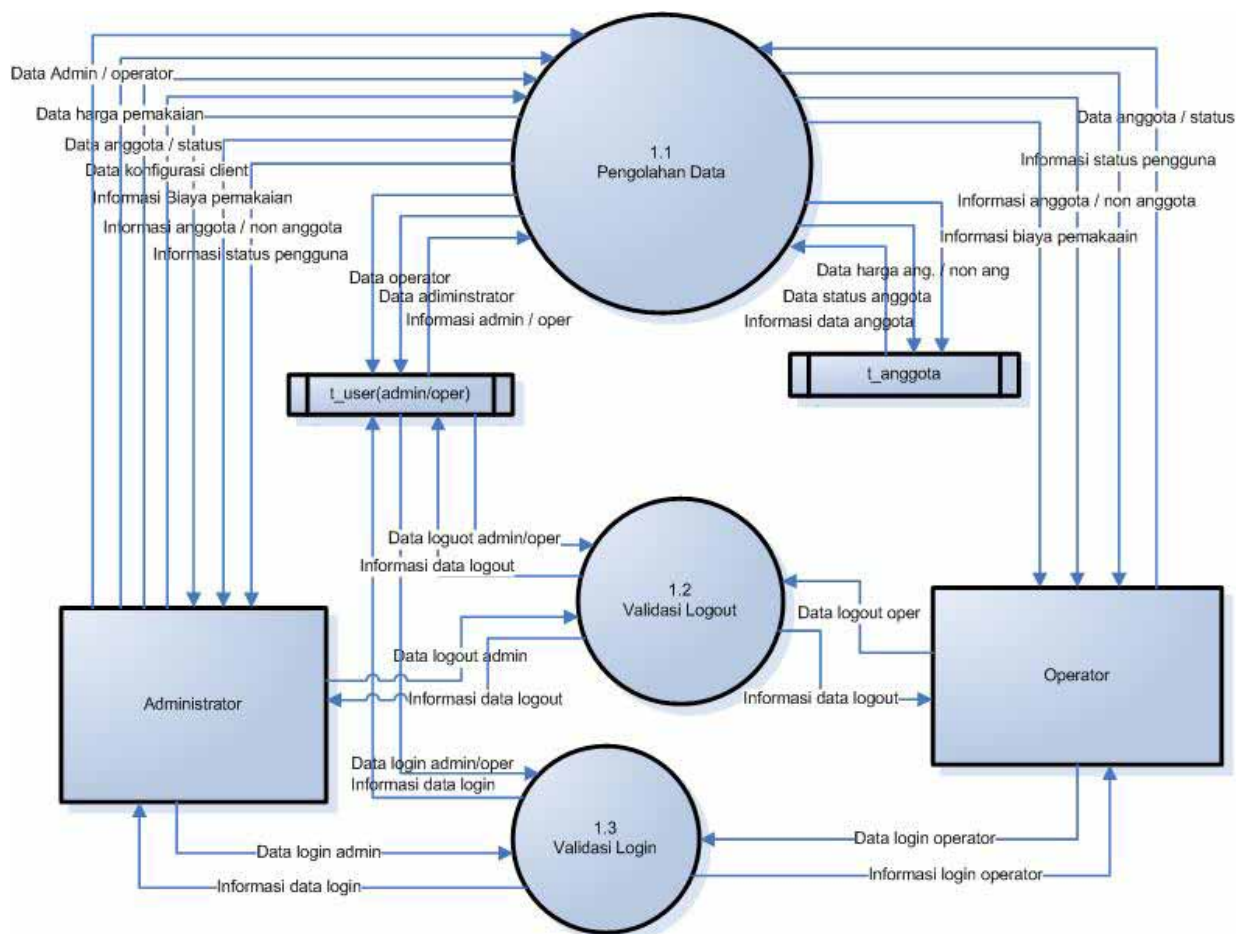 Data Admin / operator
Data harga pemakaian
Data anggota / status
Data konfigurasi client
Informasi Biaya pemakaian
Informasi anggota / non anggota
Informasi status pengguna
1.1
Pengolahan Data
Data anggota / status
Informasi status pengguna
Informasi anggota / non anggota
Informasi biaya pemakaain
Data operator
Data adiminstrator
Informasi admin / oper
Data harga ang. / non ang
Data status anggota
Informasi data anggota
t_user(admin/oper)
t_anggota
Data loguot admin/oper
Informasi data logout
1.2
Validasi Logout
Data logout oper
Data logout admin
Informasi data logout
Informasi data logout
Administrator
Operator
Data login admin/oper
Informasi data login
1.3
Validasi Login
Data login admin
Informasi data login
Data login operator
Informasi login operator